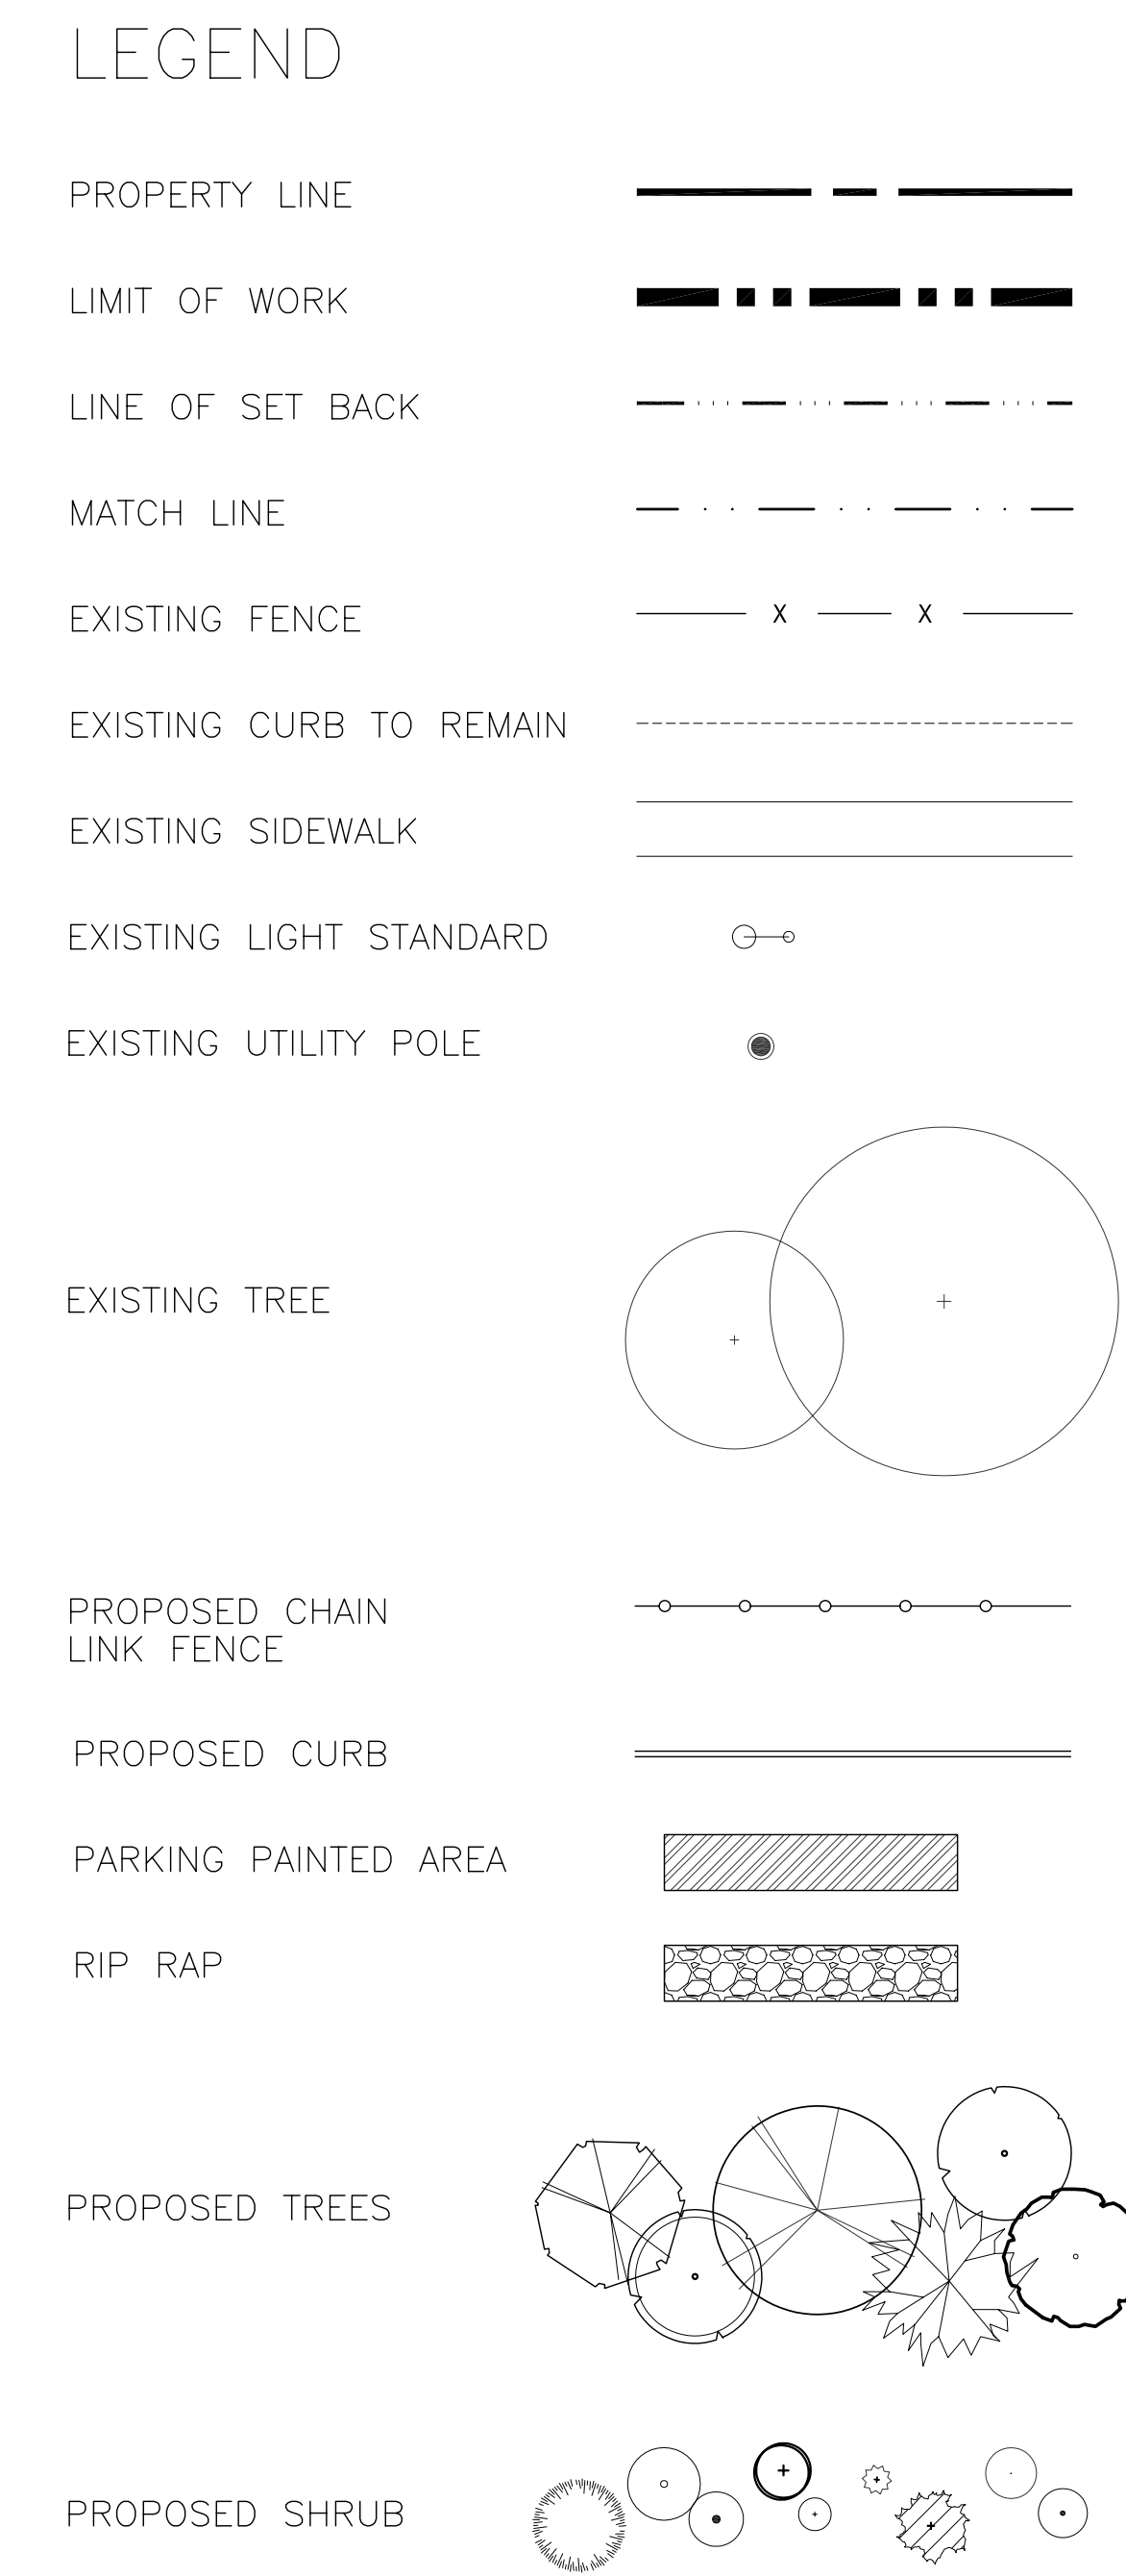 LEGEND
PROPERTY LINE
LIMIT OF WORK
LINE OF SET BACK
MATCH LINE
EXISTING FENCE X X
EXISTING CURB TO REMAIN
EXISTING SIDEWALK
EXISTING LIGHT STANDARD
EXISTING UTILITY POLE
EXISTING TREE
PROPOSED CHAIN
LINK FENCE
PROPOSED CURB
PARKING PAINTED AREA
RIP RAP
PROPOSED TREES
PROPOSED SHRUB